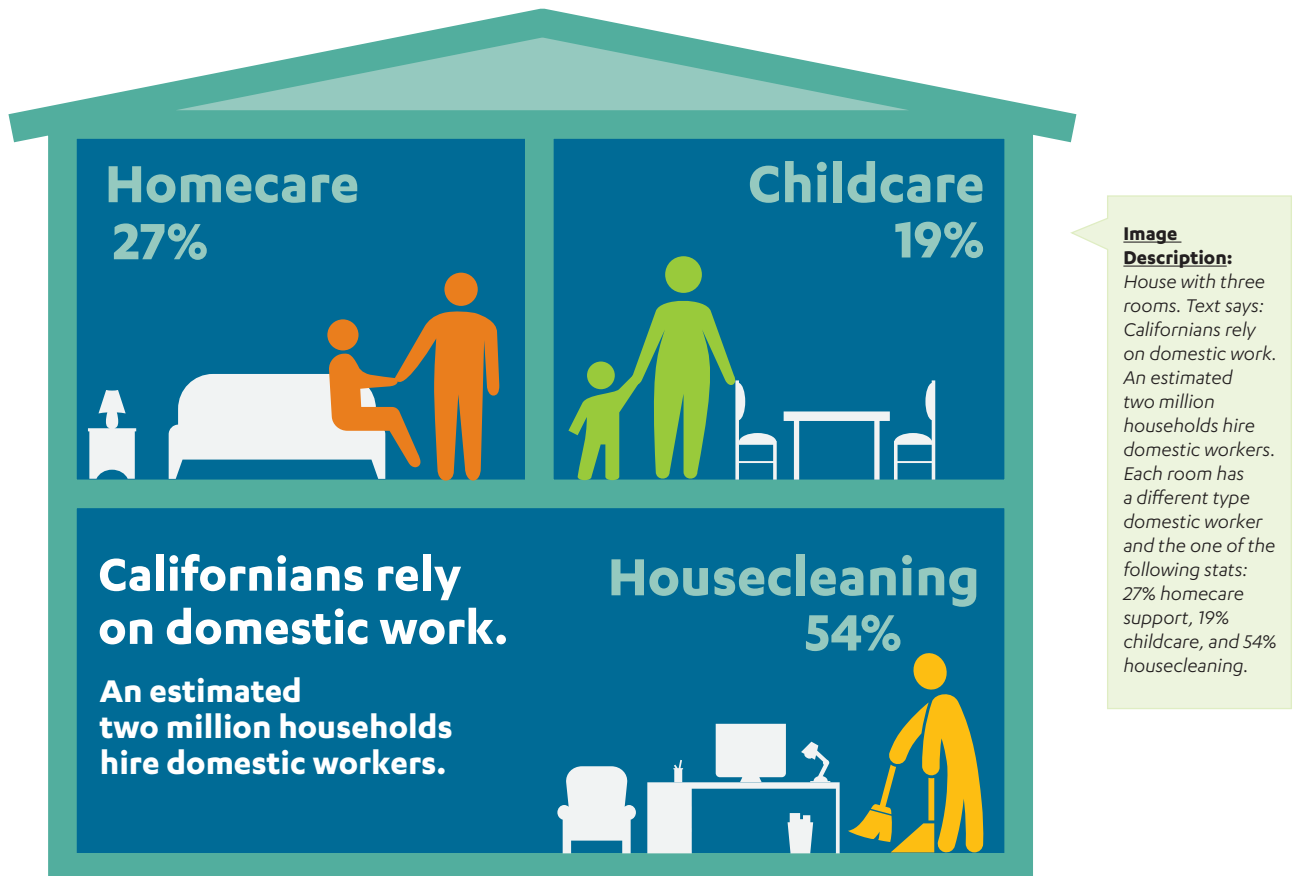 Homecare
27%
Childcare
19%
Californians rely
on domestic work.
An estimated
two million households
hire domestic workers.
Housecleaning
54%
Image
Description:
House with three
rooms. Text says:
Californians rely
on domestic work.
An estimated
two million
households hire
domestic workers.
Each room has
a different type
domestic worker
and the one of the
following stats:
27% homecare
support, 19%
childcare, and 54%
housecleaning.